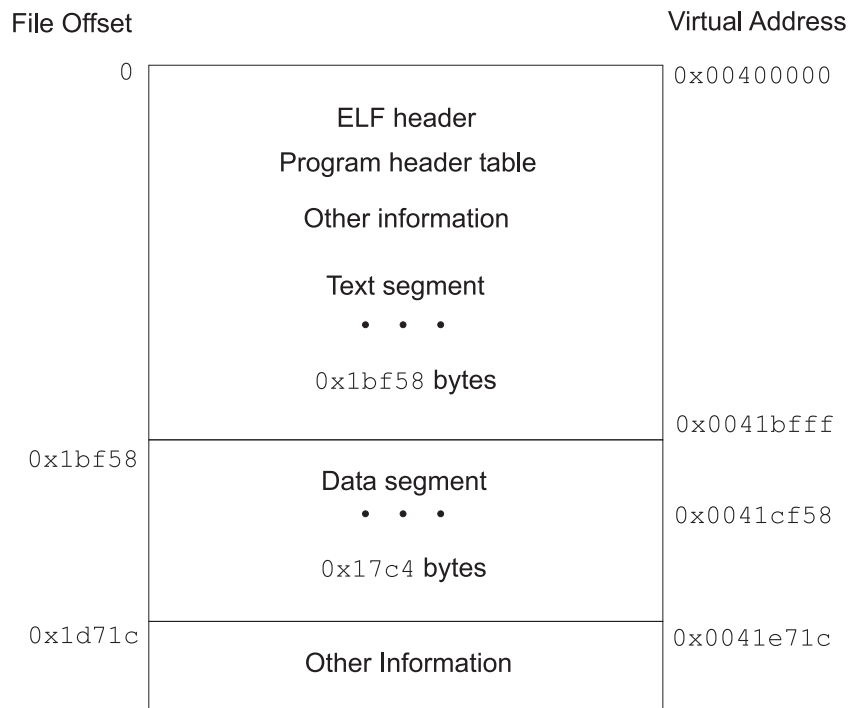 File Offset
Virtual Address
0
0x00400000
ELF header
Program header table
Other information
Text segment
• • •
0x1bf58 bytes
0x0041bfff
0x1bf58
Data segment
• • •
0x0041cf58
0x17c4 bytes
0x1d71c
0x0041e71c
Other Information